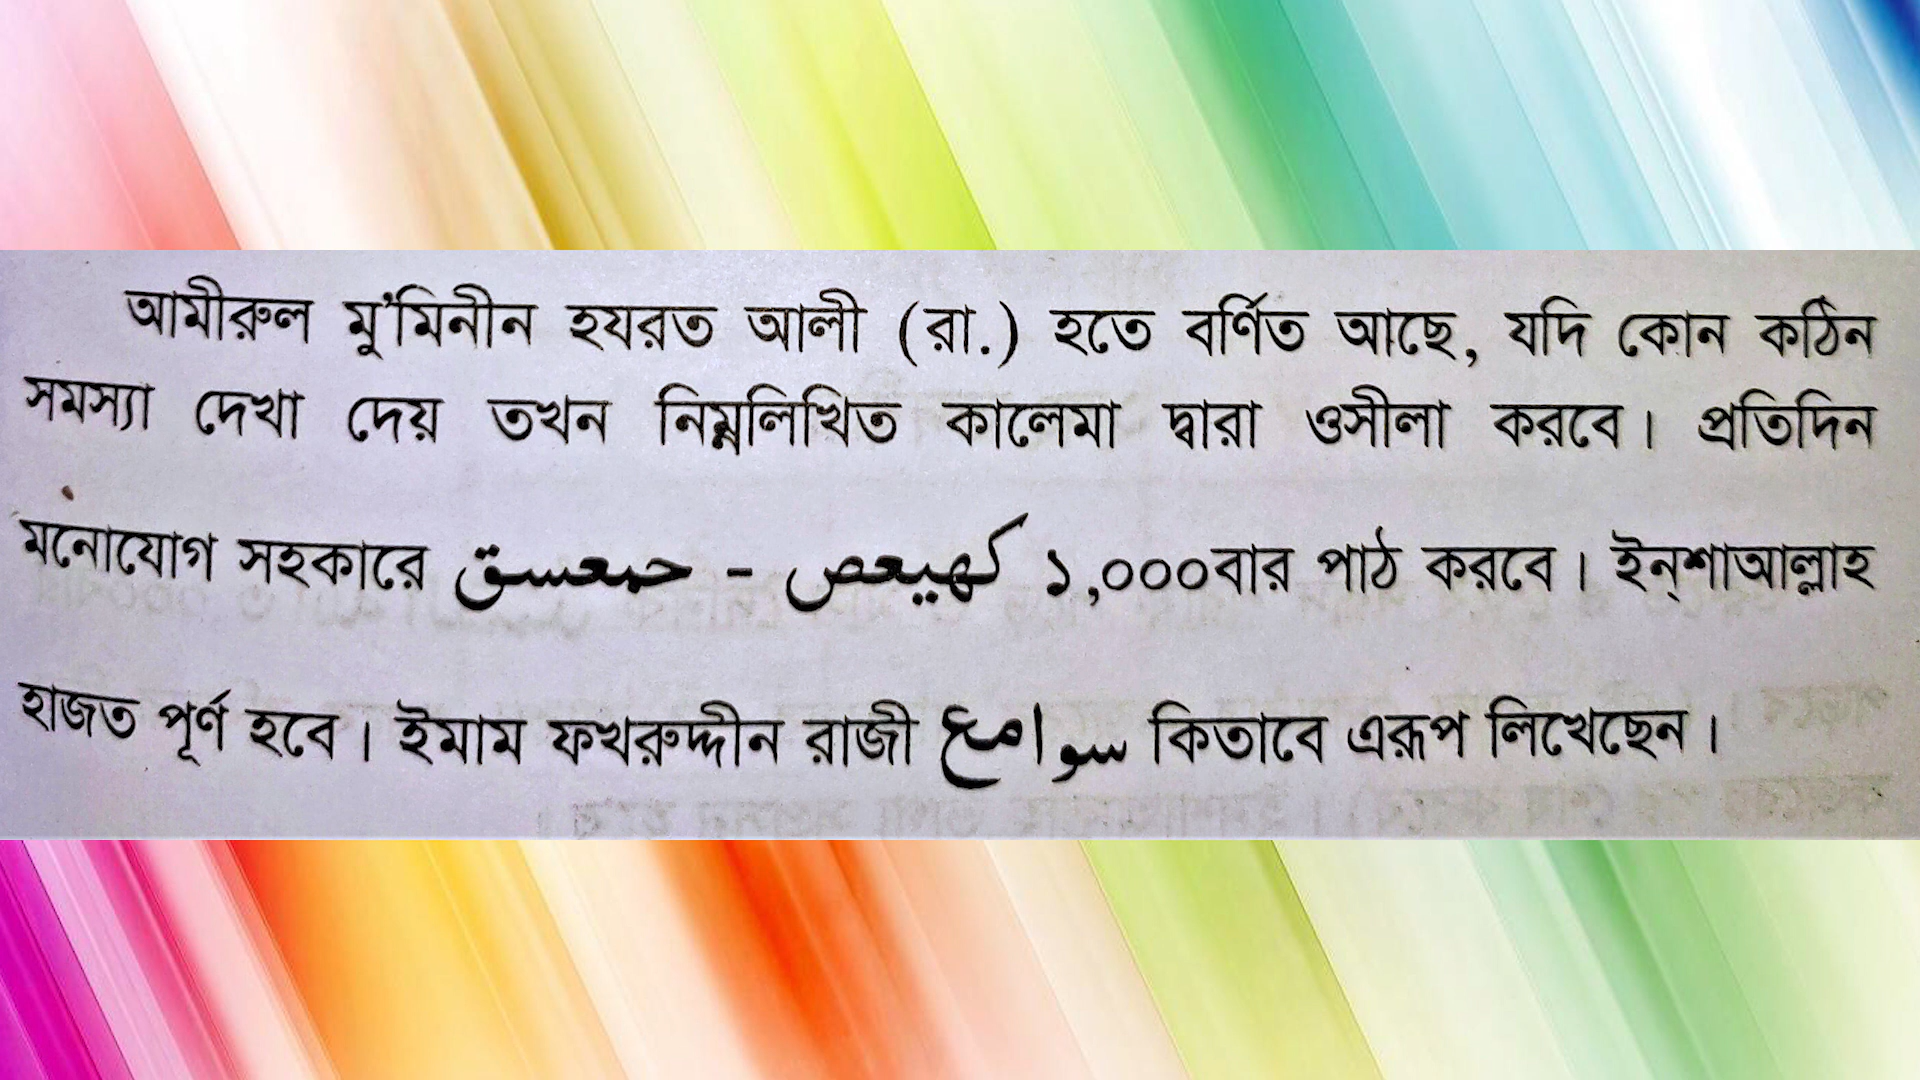 আমীরুল মু'মিনীন হযরত আলী (রা.) হতে বর্ণিত আছে, যদি কোন কঠিন
সমস্যা দেখা দেয় তখন নিম্নলিখিত কালেমা দ্বারা ওসীলা করবে। প্রতিদিন
মনোযোগ সহকারে كهيعص - حمعسق ১,০০০বার পাঠ করবে। ইন্‌শাআল্লাহ
হাজত পূর্ণ হবে। ইমাম ফখরুদ্দীন রাজী سوامع কিতাবে এরূপ লিখেছেন।